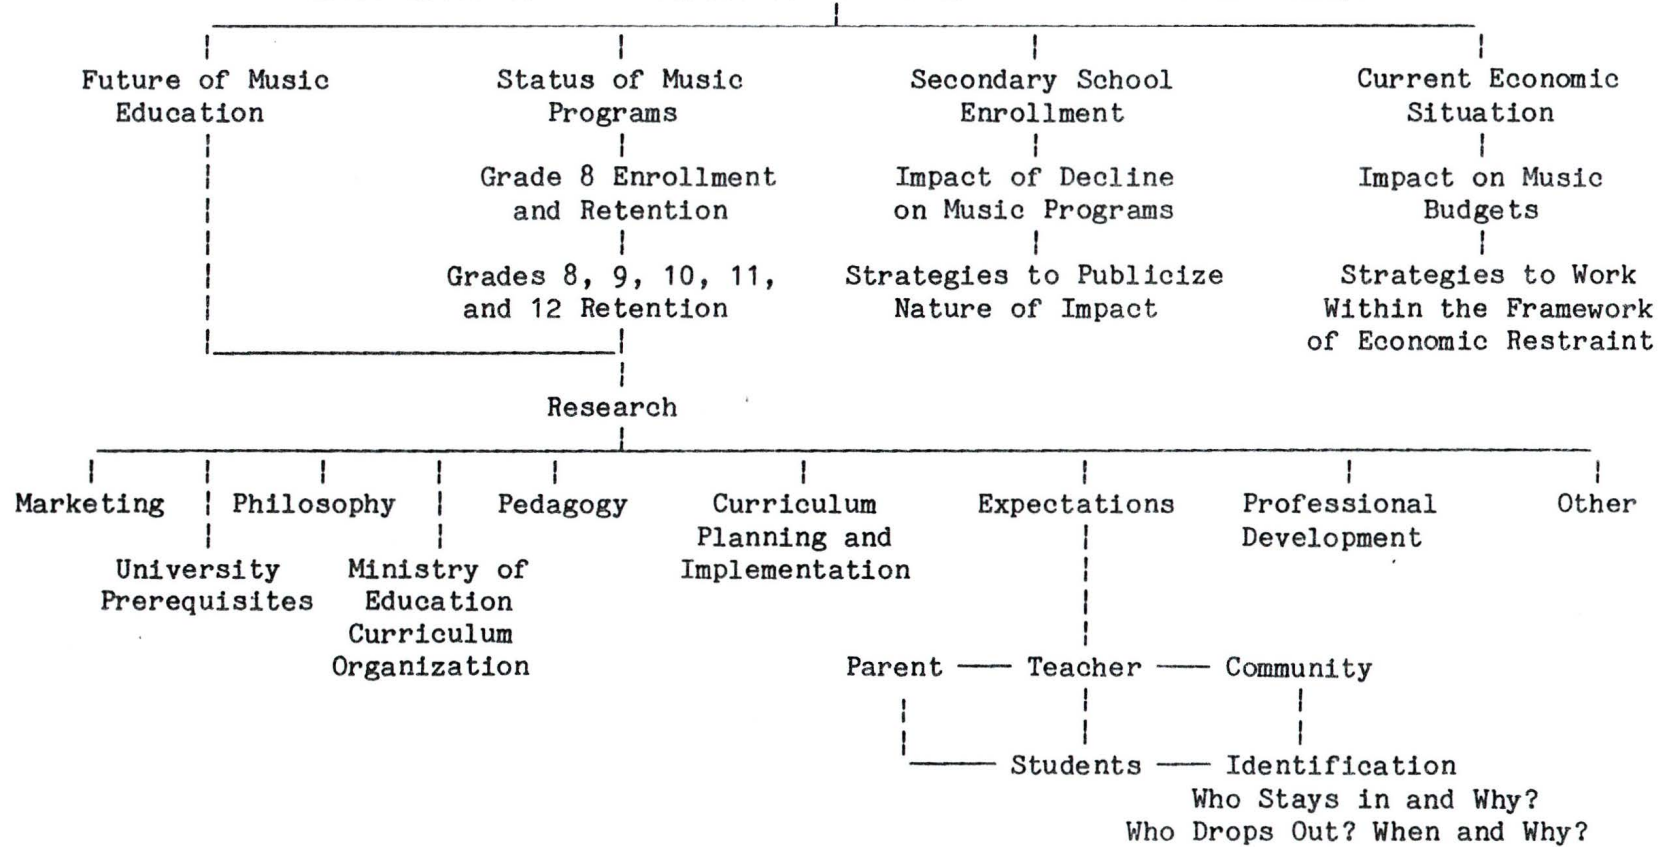 Future of Music
Education
Status of Music
Programs
Secondary School
Enrollment
Current Economic
Situation
Grade 8 Enrollment
and Retention
Impact of Decline
on Music Programs
Impact on Music
Budgets
Grades 8, 9, 10, 11,
and 12 Retention
Strategies to Publicize
Nature of Impact
Strategies to Work
Within the Framework
of Economic Restraint
Research
Marketing
University
Prerequisites
Philosophy
Ministry of
Education
Curriculum
Organization
Pedagogy
Curriculum
Planning and
Implementation
Expectations
Professional
Development
Other
Parent
Teacher
Community
Students
Identification
Who Stays in and Why?
Who Drops Out? When and Why?